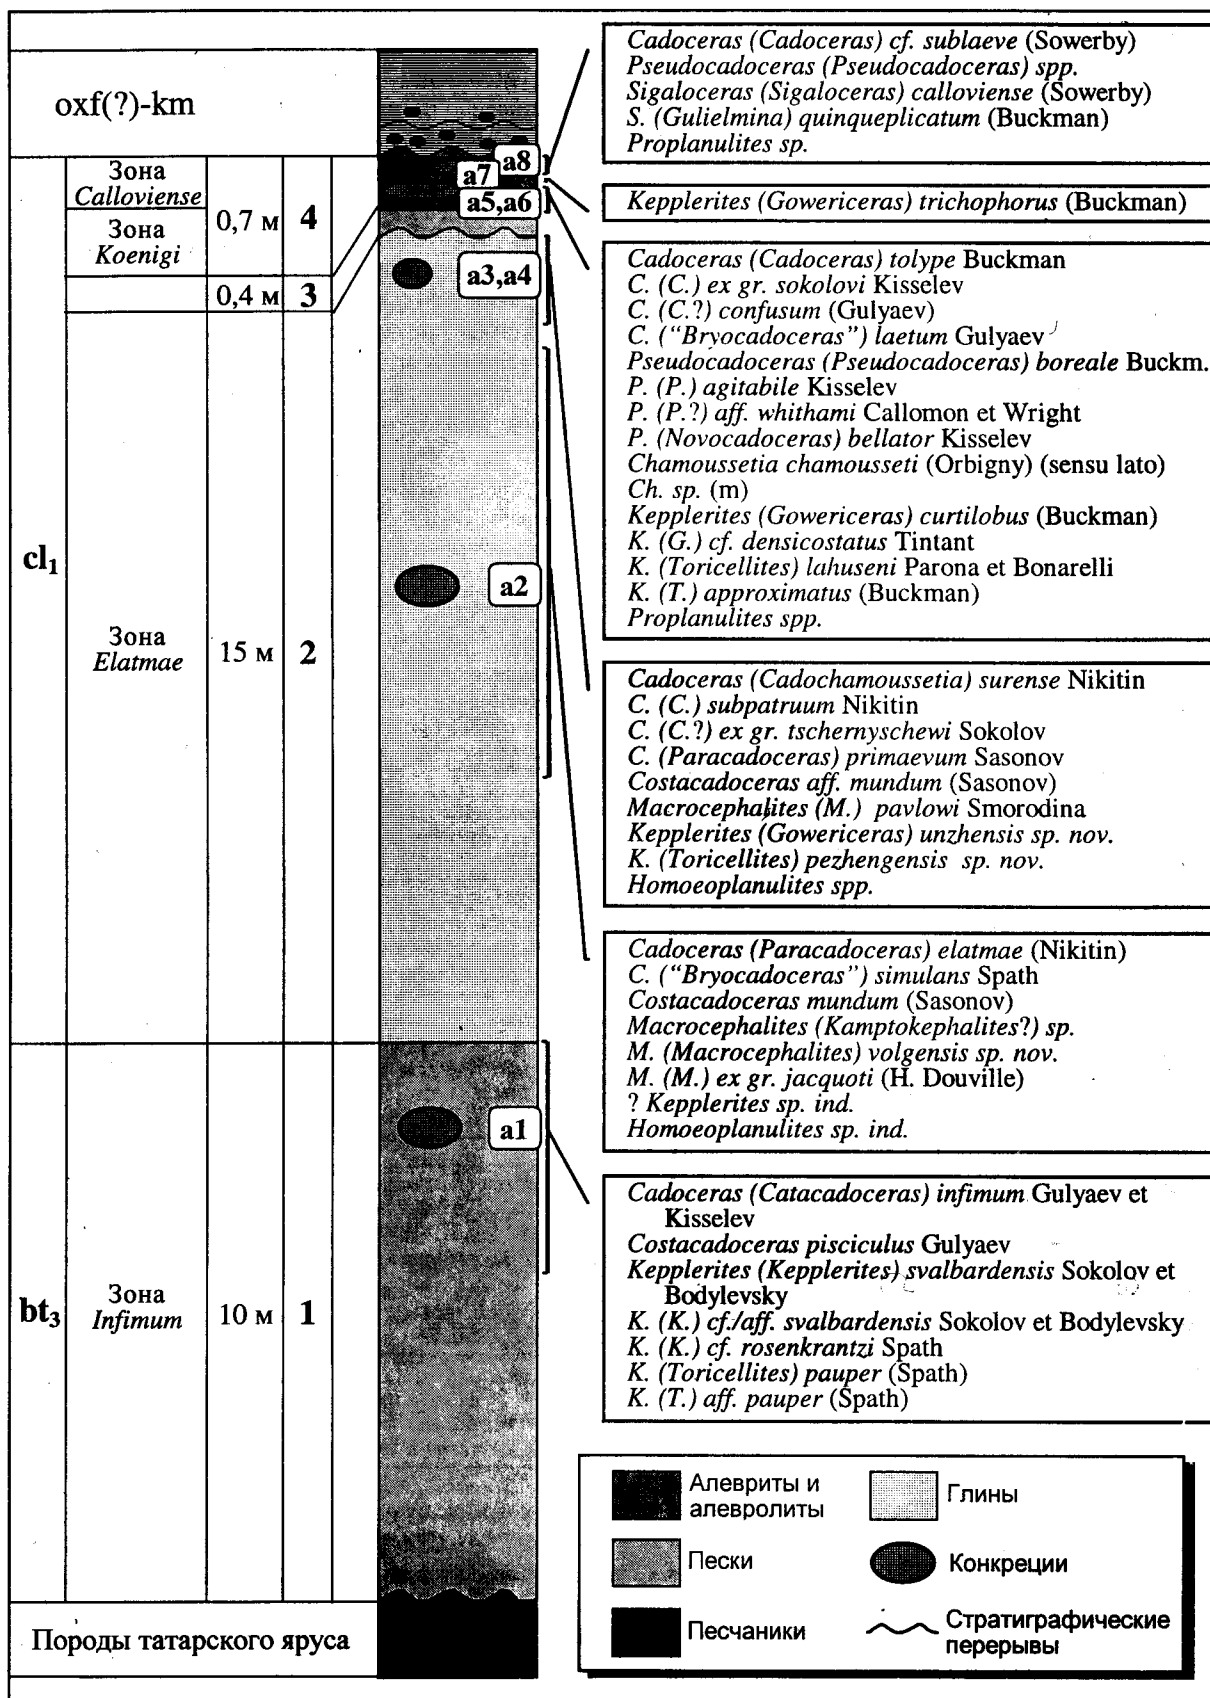 oxf(?)-km
Зона
Calloviense
Зона
Koenigi
0,7 м
4
0,4 м
3
cl₁
Зона
Elatmae
15 м
2
bt₃
Зона
Infimum
10 м
1
Породы татарского яруса
a8
a7
a5,a6
a3,a4
a2
a1
Cadoceras (Cadoceras) cf. sublaeve (Sowerby)
Pseudocadoceras (Pseudocadoceras) spp.
Sigaloceras (Sigaloceras) calloviense (Sowerby)
S. (Gulielmina) quinqueplicatum (Buckman)
Proplanulites sp.
Kepplerites (Gowericeras) trichophorus (Buckman)
Cadoceras (Cadoceras) tolype Buckman
C. (C.) ex gr. sokolovi Kisselev
C. (C.?) confusum (Gulyaev)
C. ("Bryocadoceras") laetum Gulyaev
Pseudocadoceras (Pseudocadoceras) boreale Buckm.
P. (P.) agitabile Kisselev
P. (P.?) aff. whithami Callomon et Wright
P. (Novocadoceras) bellator Kisselev
Chamoussetia chamousseti (Orbigny) (sensu lato)
Ch. sp. (m)
Kepplerites (Gowericeras) curtilobus (Buckman)
K. (G.) cf. densicostatus Tintant
K. (Toricellites) lahuseni Parona et Bonarelli
K. (T.) approximatus (Buckman)
Proplanulites spp.
Cadoceras (Cadochamoussetia) surense Nikitin
C. (C.) subpatruum Nikitin
C. (C.?) ex gr. tschernyschewi Sokolov
C. (Paracadoceras) primaevum Sasonov
Costacadoceras aff. mundum (Sasonov)
Macrocephalites (M.) pavlowi Smorodina
Kepplerites (Gowericeras) unzhensis sp. nov.
K. (Toricellites) pezhengensis sp. nov.
Homoeoplanulites spp.
Cadoceras (Paracadoceras) elatmae (Nikitin)
C. ("Bryocadoceras") simulans Spath
Costacadoceras mundum (Sasonov)
Macrocephalites (Kamptokephalites?) sp.
M. (Macrocephalites) volgensis sp. nov.
M. (M.) ex gr. jacquoti (H. Douville)
? Kepplerites sp. ind.
Homoeoplanulites sp. ind.
Cadoceras (Catacadoceras) infimum Gulyaev et
Kisselev
Costacadoceras pisciculus Gulyaev
Kepplerites (Kepplerites) svalbardensis Sokolov et
Bodylevsky
K. (K.) cf./aff. svalbardensis Sokolov et Bodylevsky
K. (K.) cf. rosenkrantzi Spath
K. (Toricellites) pauper (Spath)
K. (T.) aff. pauper (Spath)
Алевриты и
алевролиты
Глины
Пески
Конкреции
Песчаники
Стратиграфические
перерывы